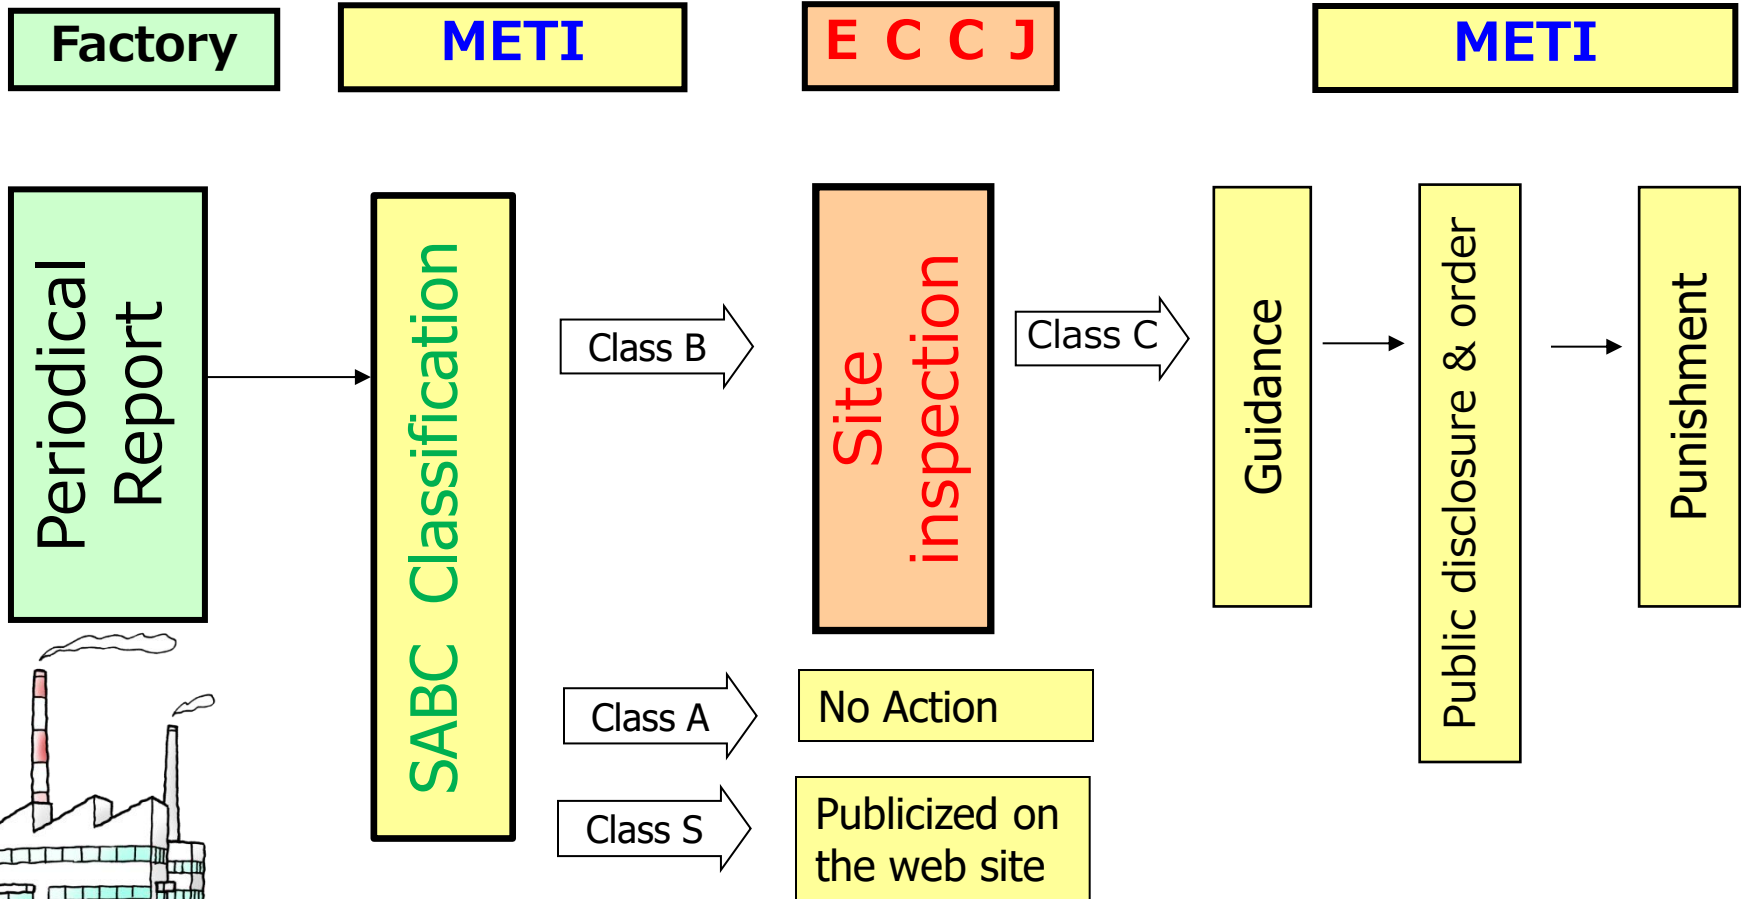 Factory
METI
E C C J
METI
Periodical
Report
SABC Classification
Class B
Site
inspection
Class C
Guidance
Public disclosure & order
Punishment
Class A
No Action
Class S
Publicized on
the web site